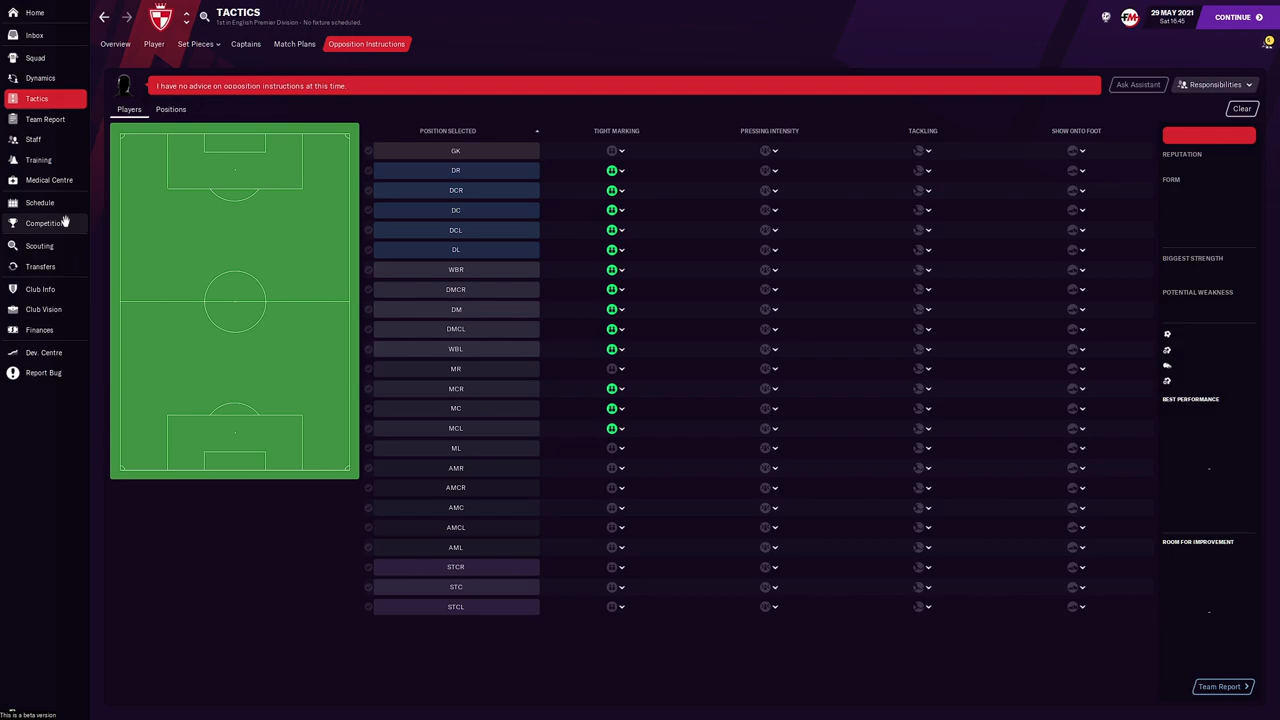 Home
TACTICS
1st in English Premier Division - No fixture scheduled.
FM
29 MAY 2021
Sat 16:45
CONTINUE
Inbox
Overview
Player
Set Pieces
Captains
Match Plans
Opposition Instructions
6
Squad
Dynamics
Tactics
Team Report
Staff
Training
Medical Centre
Schedule
Scouting
Transfers
Club Info
Club Vision
Finances
Dev. Centre
Report Bug
I have no advice on opposition instructions at this time.
Ask Assistant
Responsibilities
Players
Positions
Clear
POSITION SELECTED
TIGHT MARKING
PRESSING INTENSITY
TACKLING
SHOW ONTO FOOT
GK
DR
DCR
DC
DCL
DL
WBR
DMCR
DM
DMCL
WBL
MR
MCR
MC
MCL
ML
AMR
AMCR
AMC
AMCL
AML
STCR
STC
STCL
REPUTATION
FORM
BIGGEST STRENGTH
POTENTIAL WEAKNESS
BEST PERFORMANCE
-
ROOM FOR IMPROVEMENT
-
Team Report
This is a beta version